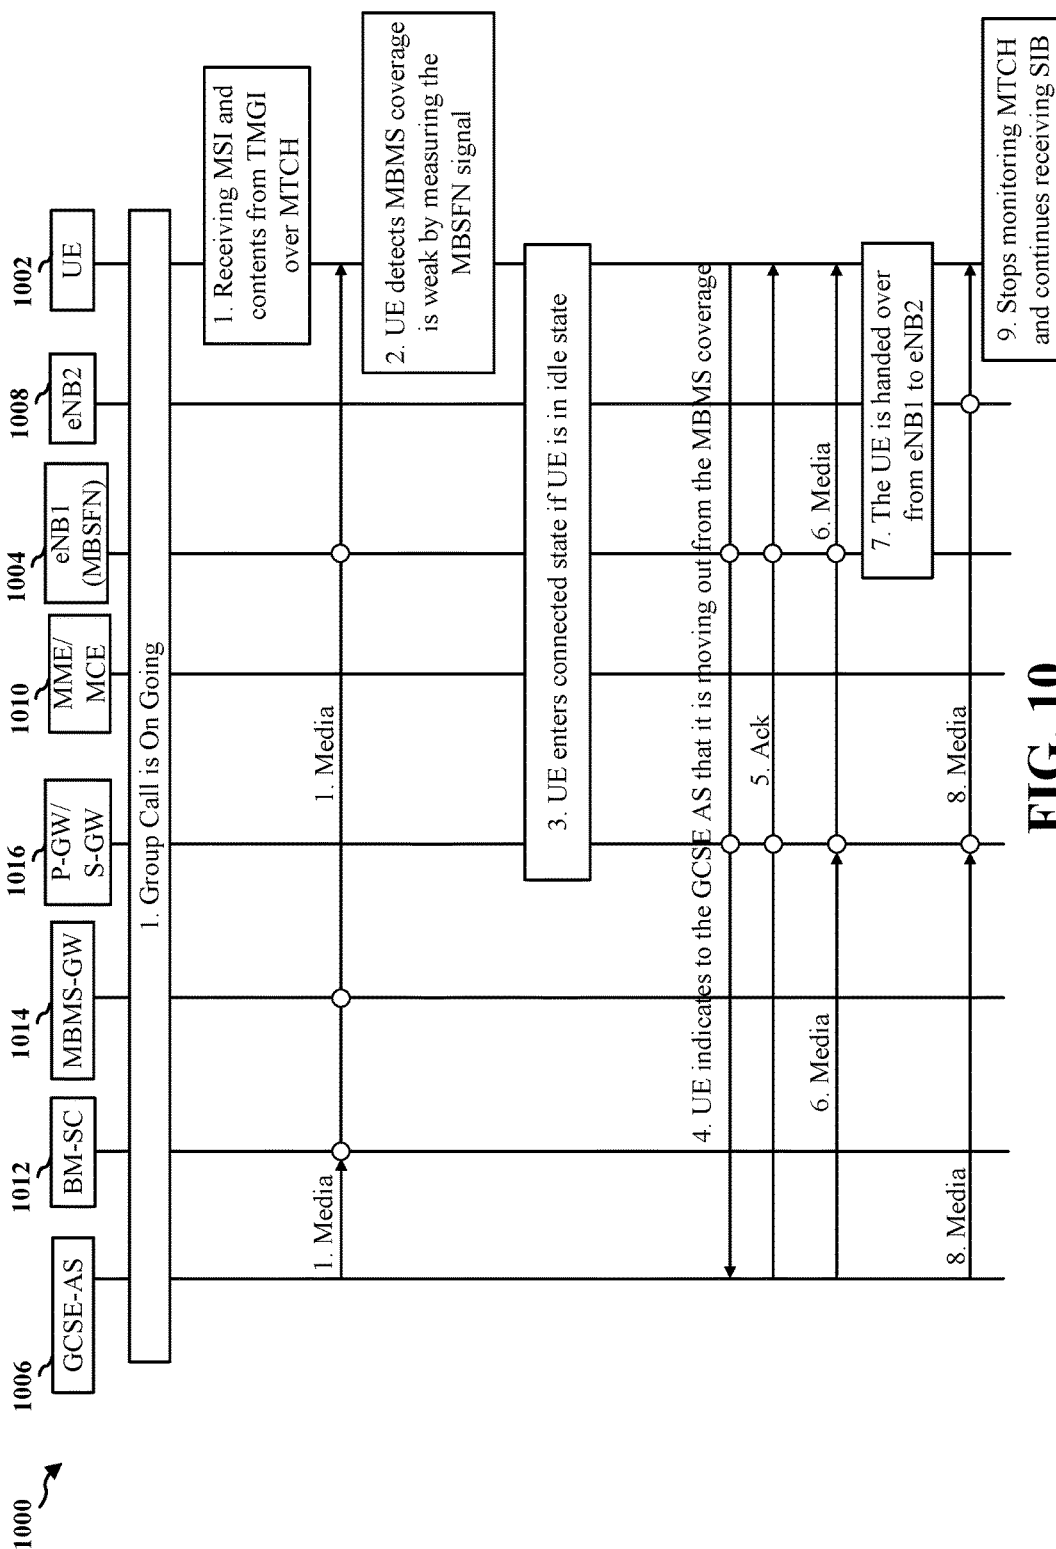 1000
1006
1012
1014
1016
1010
1004
1008
1002
GCSE-AS
BM-SC
MBMS-GW
P-GW/
S-GW
MME/
MCE
eNB1
(MBSFN)
eNB2
UE
1. Group Call is On Going
1. Receiving MSI and
contents from TMGI
over MTCH
1. Media
1. Media
2. UE detects MBMS coverage
is weak by measuring the
MBSFN signal
3. UE enters connected state if UE is in idle state
4. UE indicates to the GCSE AS that it is moving out from the MBMS coverage
5. Ack
6. Media
6. Media
7. The UE is handed over
from eNB1 to eNB2
8. Media
8. Media
9. Stops monitoring MTCH
and continues receiving SIB
FIG. 10